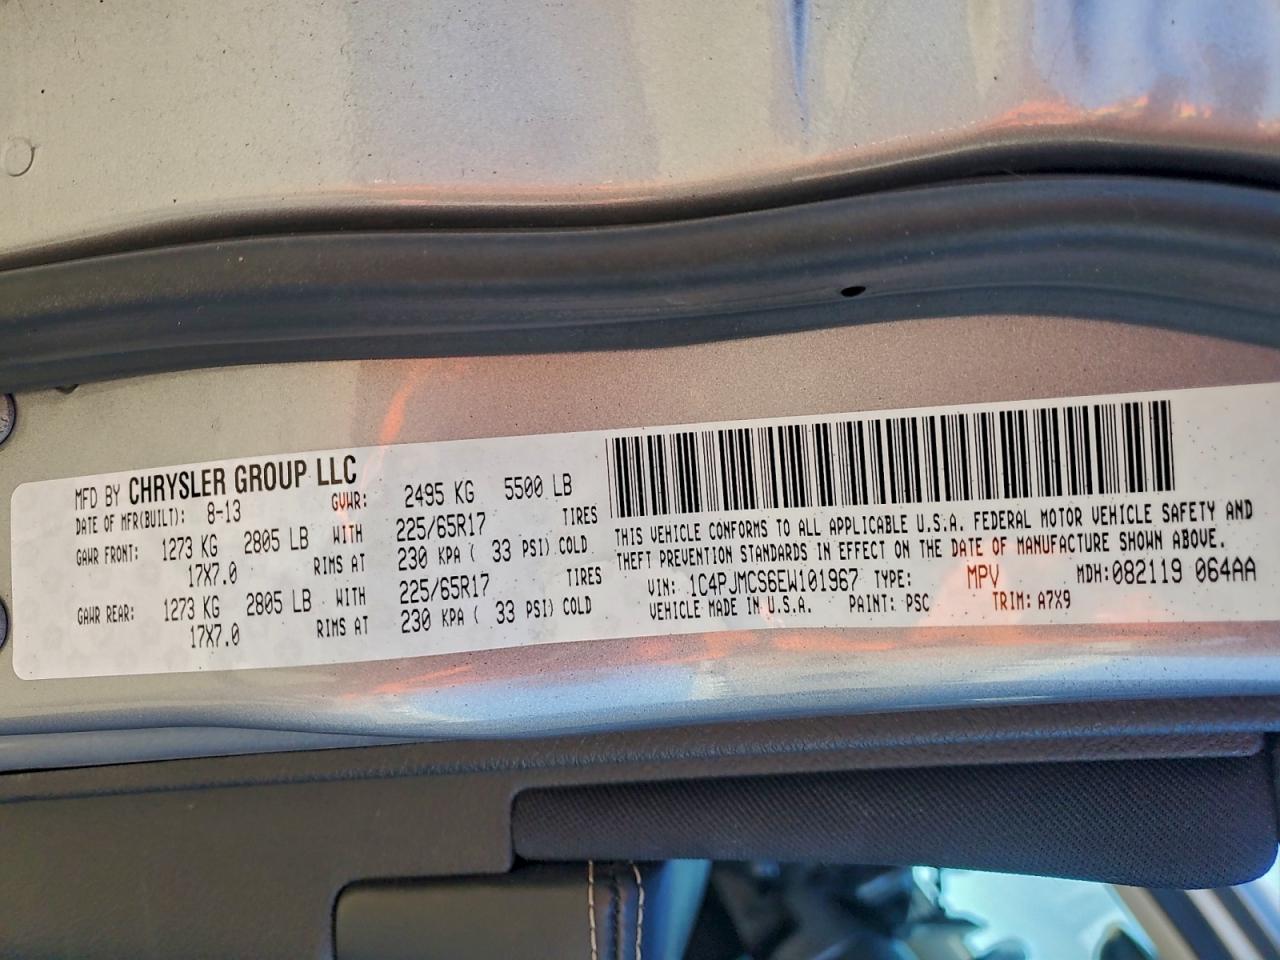 MFD BY CHRYSLER GROUP LLC
DATE OF MFR(BUILT): 8-13 GVWR: 2495 KG 5500 LB
GAWR FRONT: 1273 KG 2805 LB WITH 225/65R17 TIRES
17X7.0 RIMS AT 230 KPA ( 33 PSI) COLD
GAWR REAR: 1273 KG 2805 LB WITH 225/65R17 TIRES
17X7.0 RIMS AT 230 KPA ( 33 PSI) COLD
THIS VEHICLE CONFORMS TO ALL APPLICABLE U.S.A. FEDERAL MOTOR VEHICLE SAFETY AND
THEFT PREVENTION STANDARDS IN EFFECT ON THE DATE OF MANUFACTURE SHOWN ABOVE.
VIN: 1C4PJMCS6EW101967 TYPE: MPV MDH:082119 064AA
VEHICLE MADE IN U.S.A. PAINT: PSC TRIM: A7X9